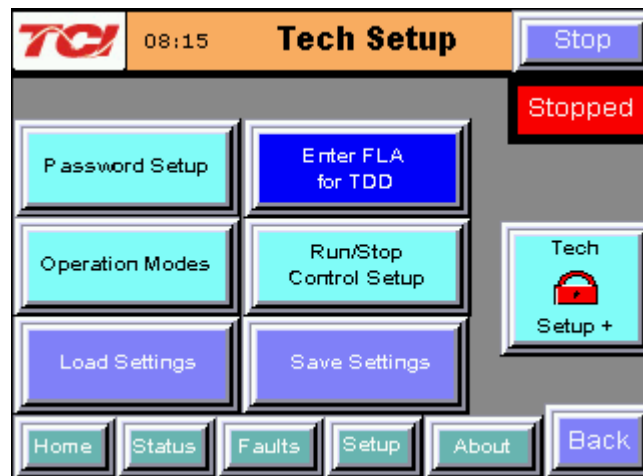 TCI 08:15 Tech Setup Stop
Stopped
Password Setup
Enter FLA
for TDD
Operation Modes
Run/Stop
Control Setup
Tech
Setup +
Load Settings
Save Settings
Home Status Faults Setup About Back